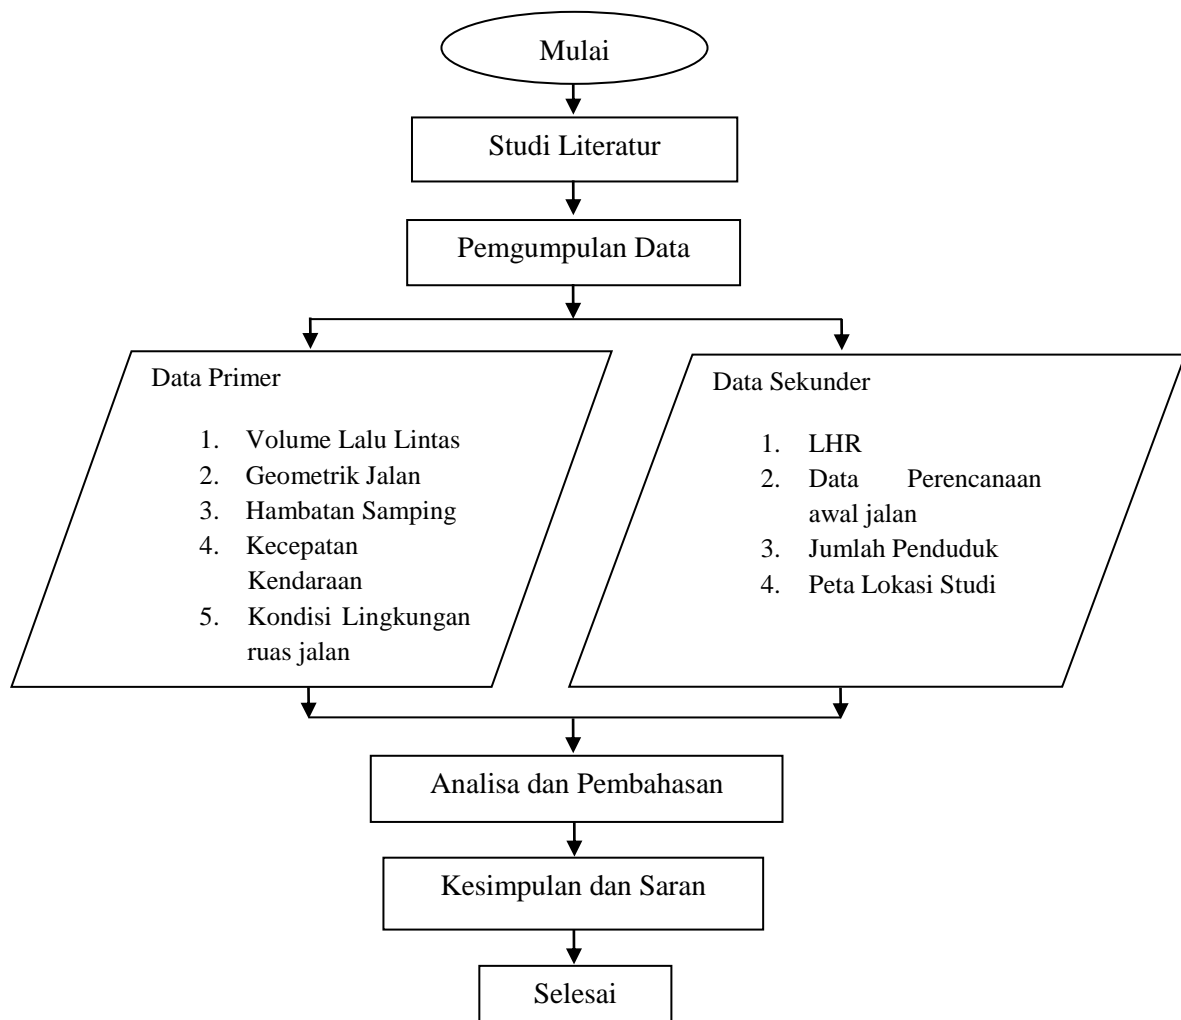 Mulai
Studi Literatur
Pemgumpulan Data
Data Primer
1. Volume Lalu Lintas
2. Geometrik Jalan
3. Hambatan Samping
4. Kecepatan
Kendaraan
5. Kondisi Lingkungan
ruas jalan
Data Sekunder
1. LHR
2. Data Perencanaan
awal jalan
3. Jumlah Penduduk
4. Peta Lokasi Studi
Analisa dan Pembahasan
Kesimpulan dan Saran
Selesai